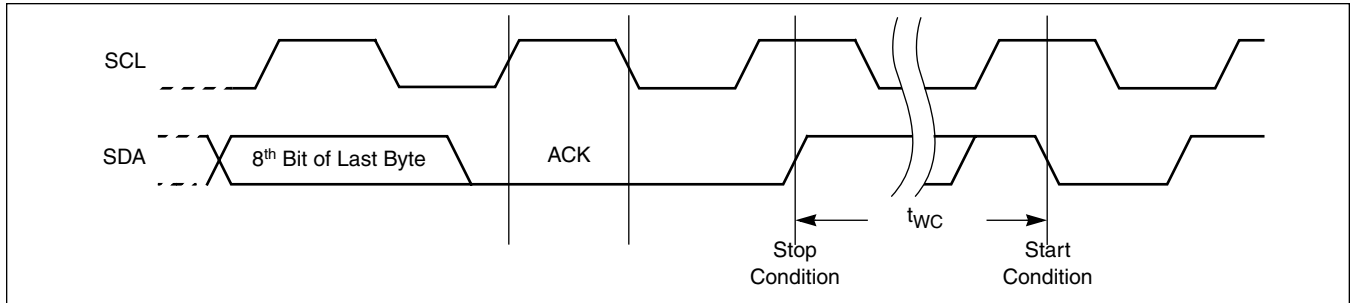 SCL
SDA
8th Bit of Last Byte
ACK
tWC
Stop
Condition
Start
Condition